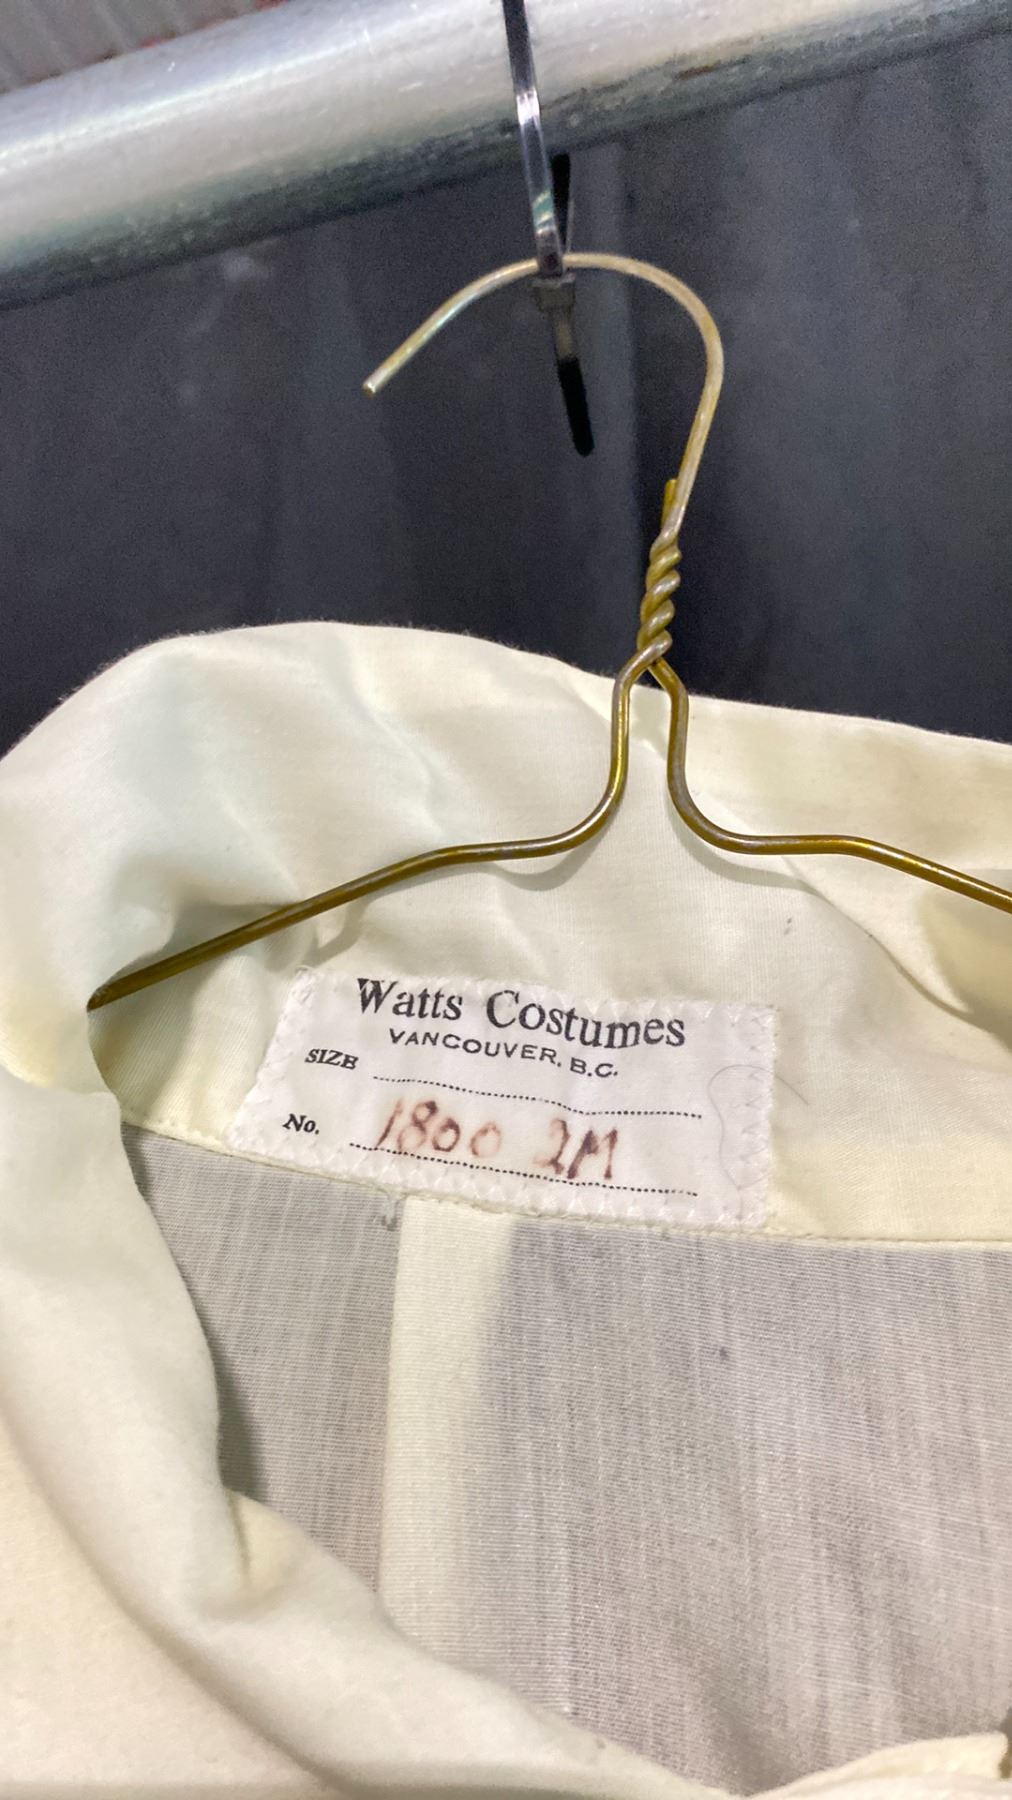 Watts Costumes
VANCOUVER, B.C.
SIZE
No. 1800 2M